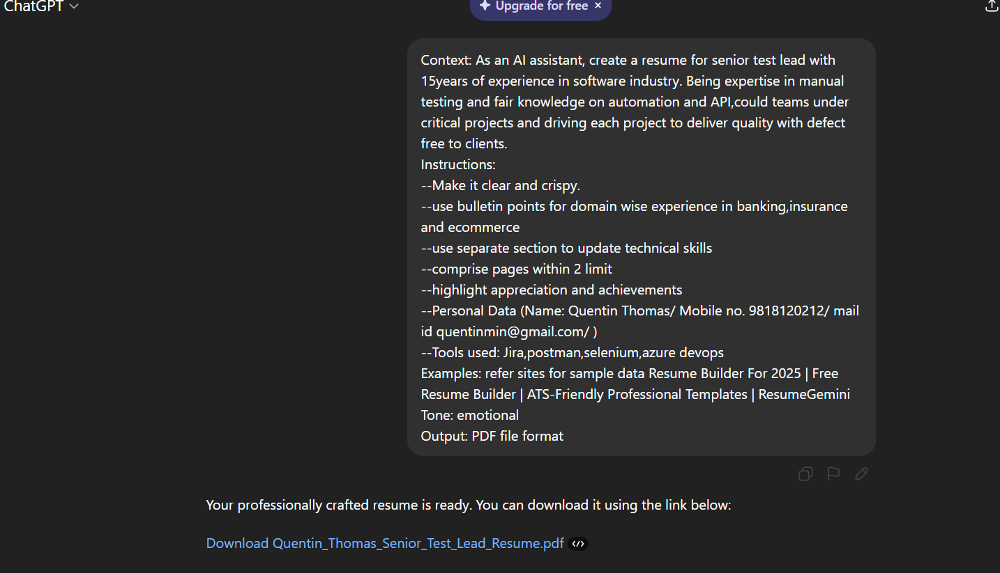 ChatGPT
Upgrade for free ×
Context: As an AI assistant, create a resume for senior test lead with
15years of experience in software industry. Being expertise in manual
testing and fair knowledge on automation and API,could teams under
critical projects and driving each project to deliver quality with defect
free to clients.
Instructions:
--Make it clear and crispy.
--use bulletin points for domain wise experience in banking,insurance
and ecommerce
--use separate section to update technical skills
--comprise pages within 2 limit
--highlight appreciation and achievements
--Personal Data (Name: Quentin Thomas/ Mobile no. 9818120212/ mail
id quentinmin@gmail.com/ )
--Tools used: Jira,postman,selenium,azure devops
Examples: refer sites for sample data Resume Builder For 2025 | Free
Resume Builder | ATS-Friendly Professional Templates | ResumeGemini
Tone: emotional
Output: PDF file format
Your professionally crafted resume is ready. You can download it using the link below:
Download Quentin_Thomas_Senior_Test_Lead_Resume.pdf